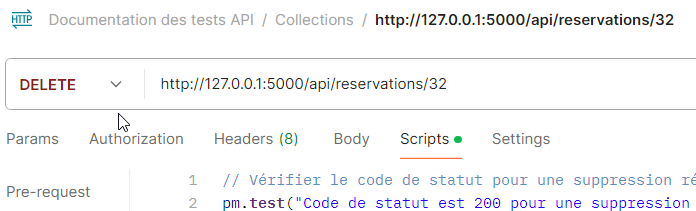 HTTP Documentation des tests API / Collections / http://127.0.0.1:5000/api/reservations/32
DELETE http://127.0.0.1:5000/api/reservations/32
Params Authorization Headers (8) Body Scripts Settings
Pre-request
1 // Vérifier le code de statut pour une suppression ré
2 pm.test("Code de statut est 200 pour une suppression